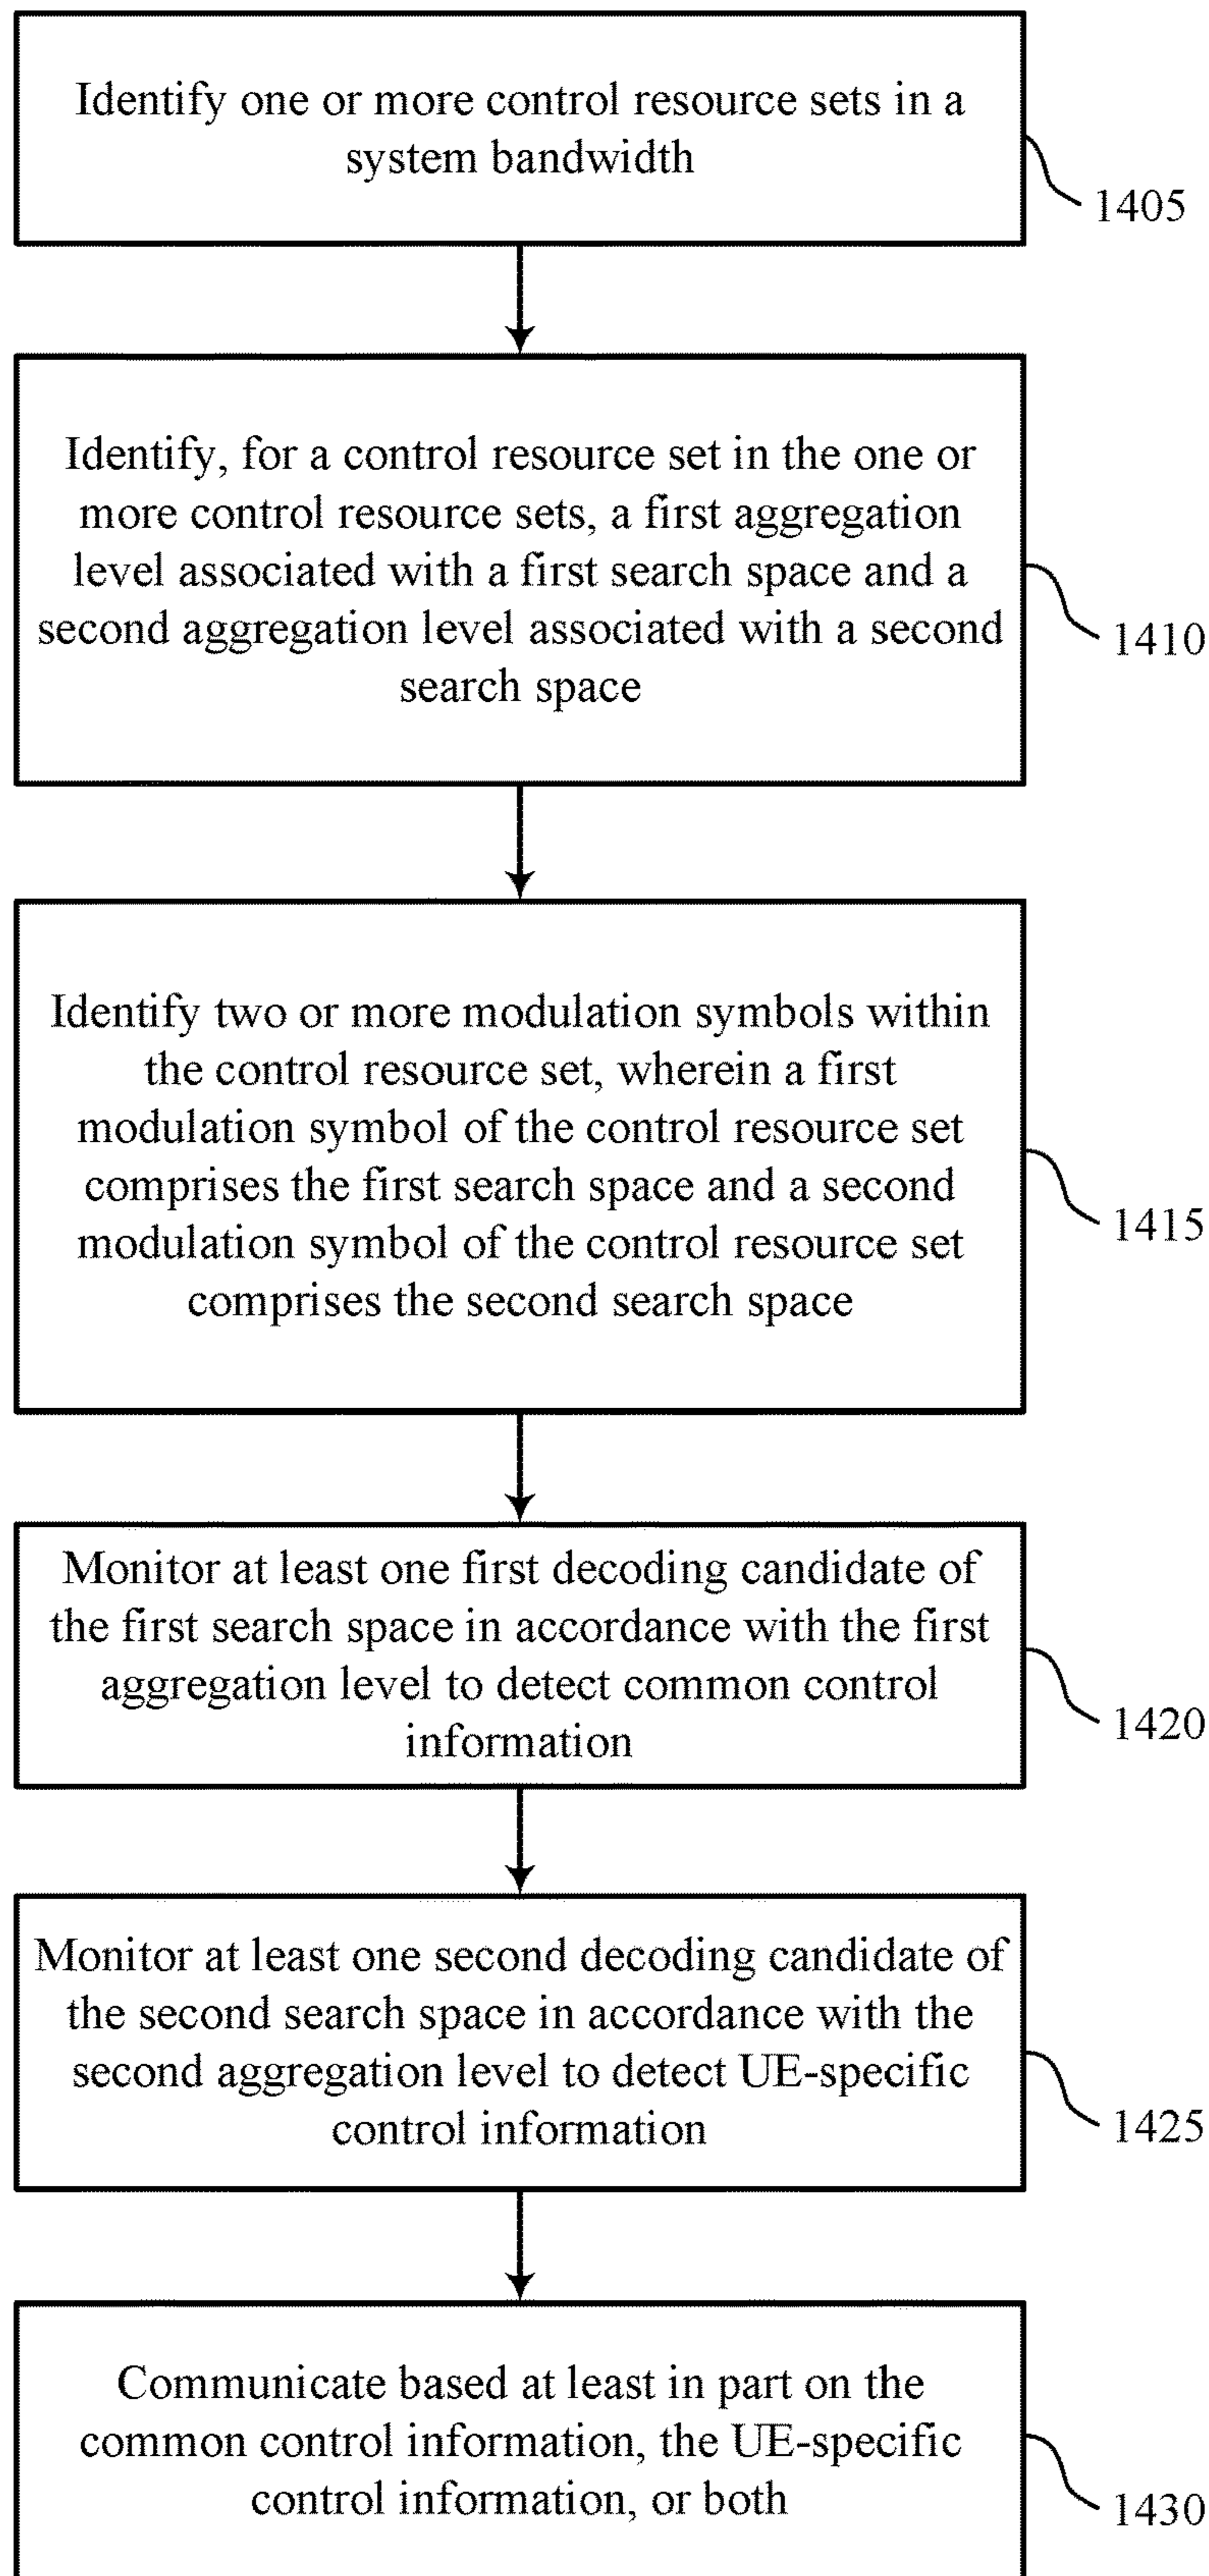 Identify one or more control resource sets in a
system bandwidth
1405
Identify, for a control resource set in the one or
more control resource sets, a first aggregation
level associated with a first search space and a
second aggregation level associated with a second
search space
1410
Identify two or more modulation symbols within
the control resource set, wherein a first
modulation symbol of the control resource set
comprises the first search space and a second
modulation symbol of the control resource set
comprises the second search space
1415
Monitor at least one first decoding candidate of
the first search space in accordance with the first
aggregation level to detect common control
information
1420
Monitor at least one second decoding candidate of
the second search space in accordance with the
second aggregation level to detect UE-specific
control information
1425
Communicate based at least in part on the
common control information, the UE-specific
control information, or both
1430